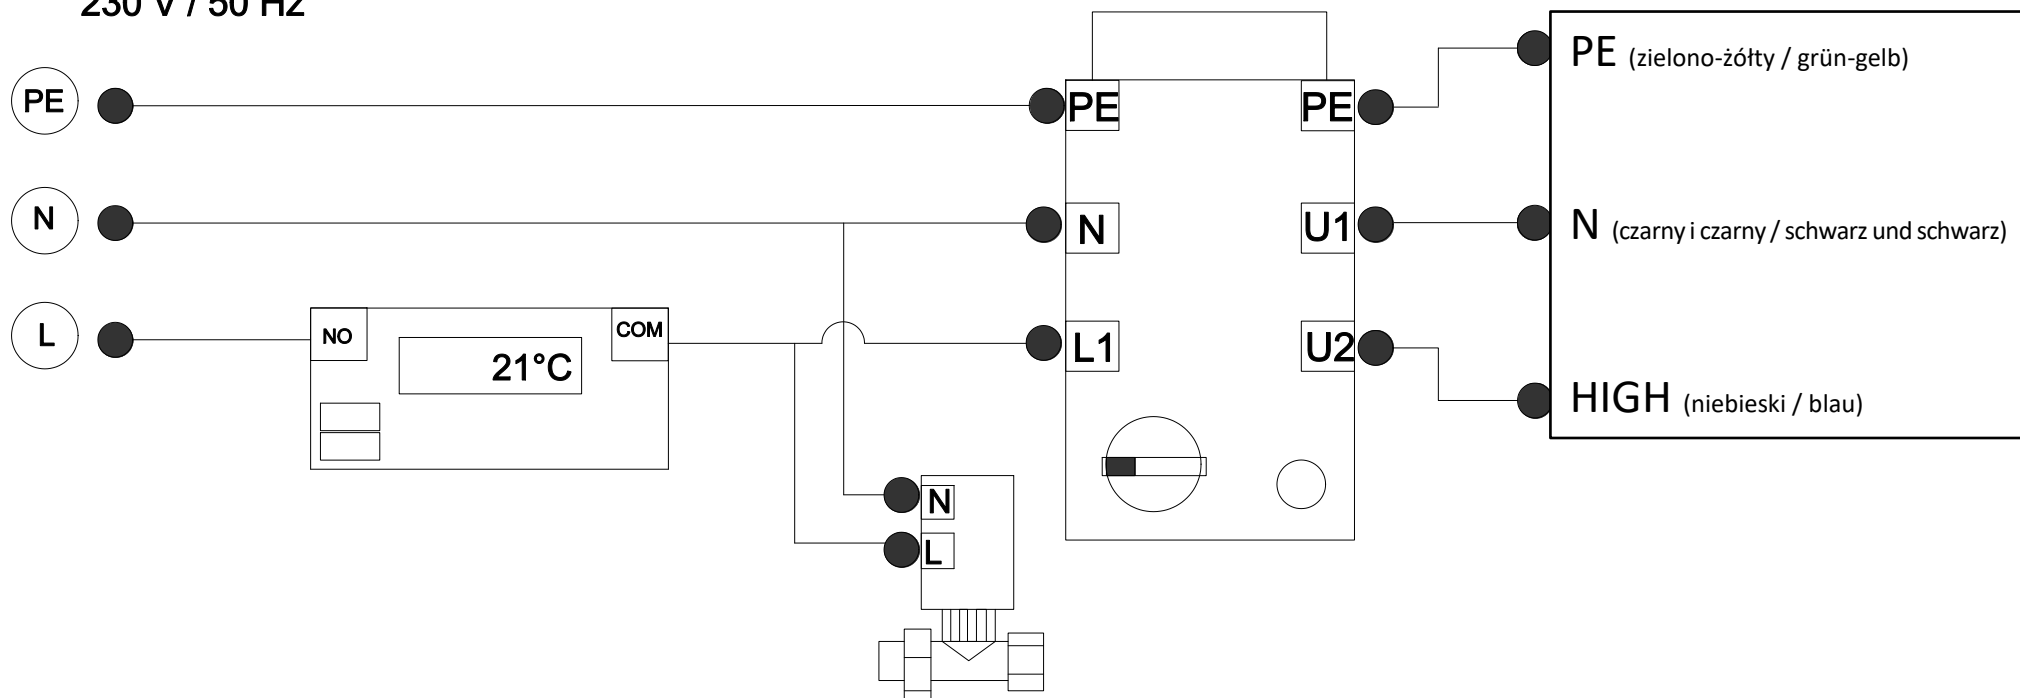 230 V / 50 Hz
PE
PE
PE
PE (zielono-żółty / grün-gelb)
N
N
U1
N (czarny i czarny / schwarz und schwarz)
L
NO
COM
21°C
L1
U2
HIGH (niebieski / blau)
N
L